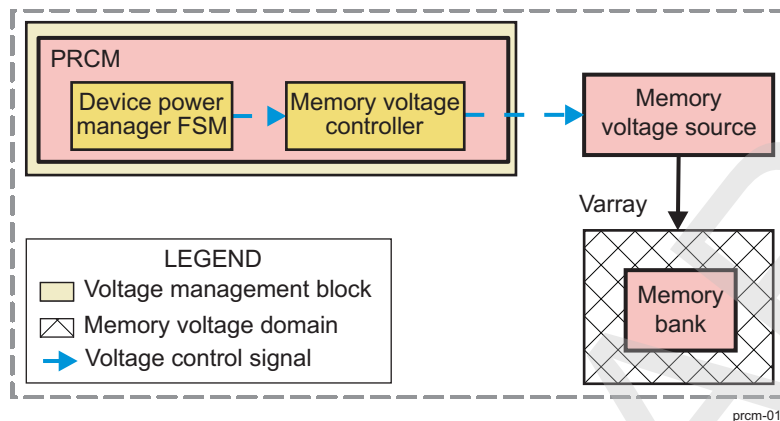 PRCM
Device power
manager FSM
Memory voltage
controller
Memory
voltage source
Varray
Memory
bank
LEGEND
Voltage management block
Memory voltage domain
Voltage control signal
prcm-01